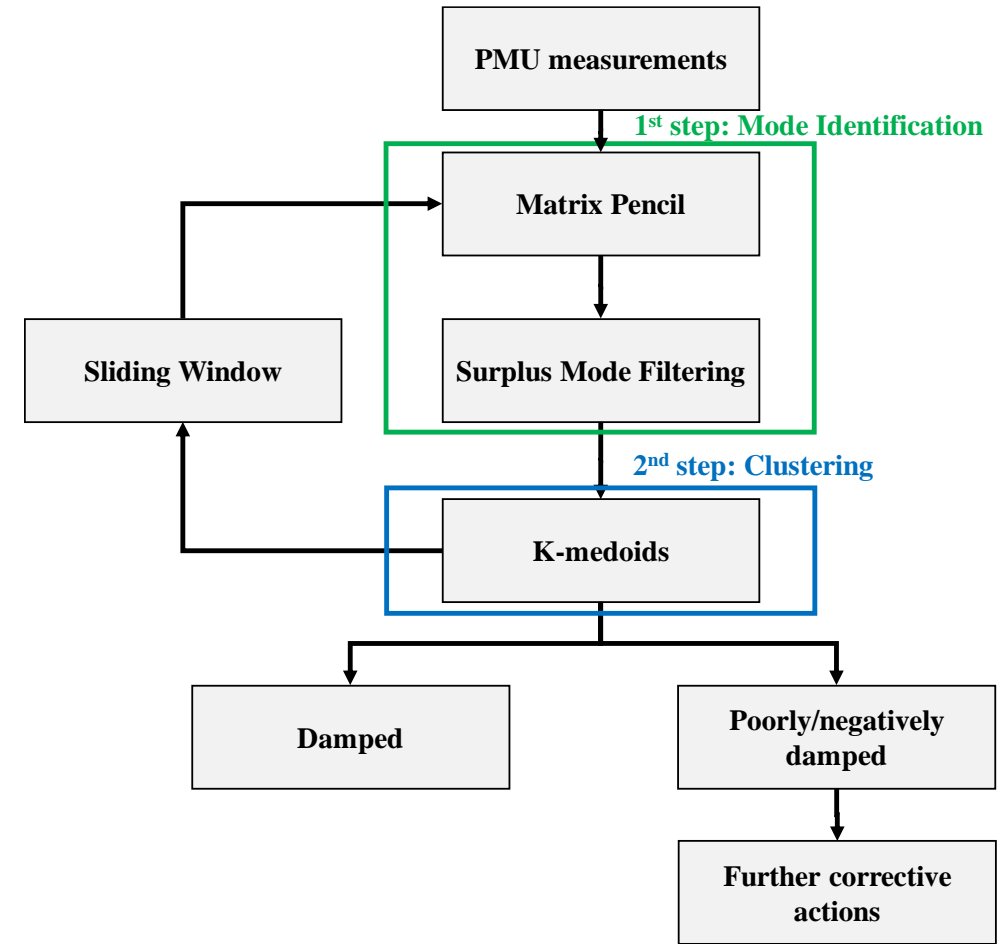 PMU measurements
1st step: Mode Identification
Matrix Pencil
Sliding Window
Surplus Mode Filtering
2nd step: Clustering
K-medoids
Damped
Poorly/negatively
damped
Further corrective
actions